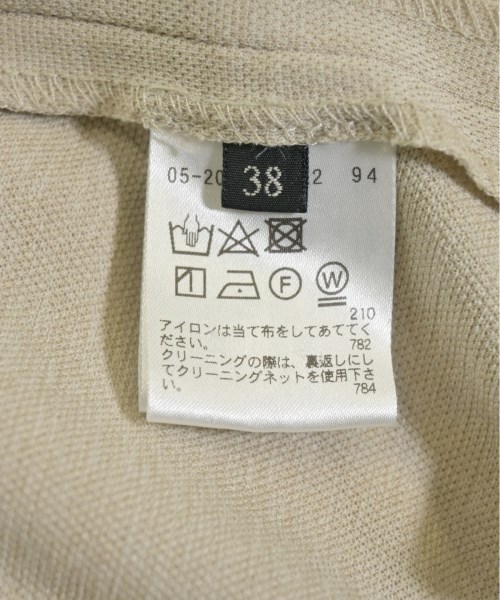 05-20 38 2 94
F W
210
アイロンは当て布をしてあててく
ださい。 782
クリーニングの際は、裏返しにし
てクリーニングネットを使用下さ
い。 784